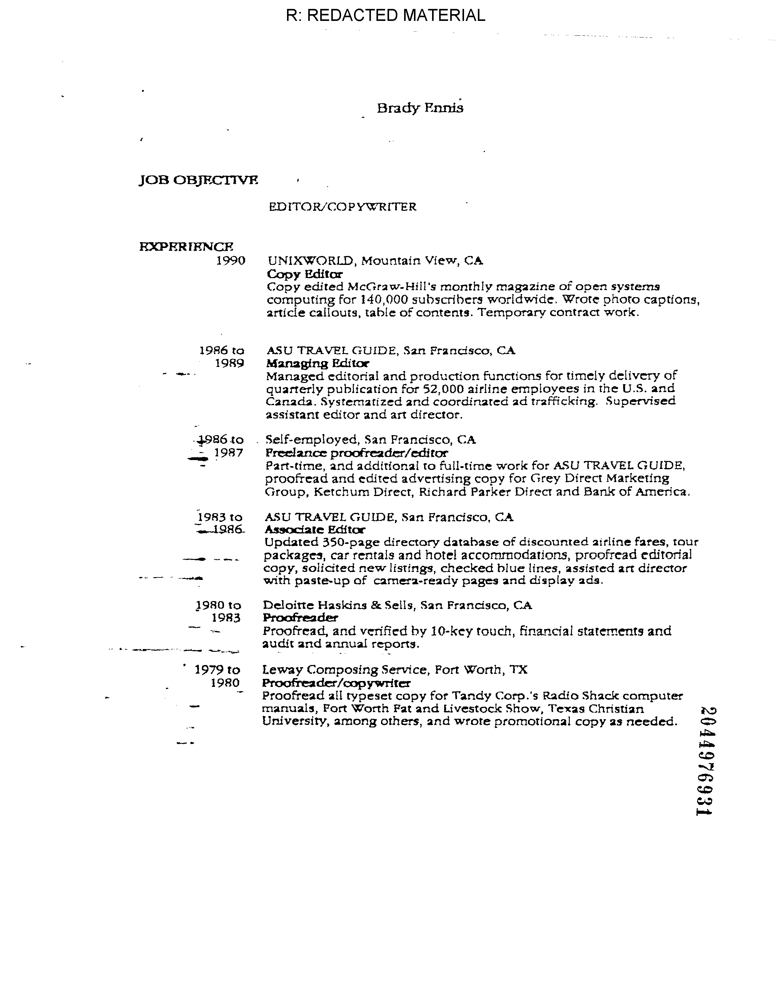 R: REDACTED MATERIAL
Brady Ennis
JOB OBJECTIVE
EDITOR/COPYWRITER
EXPERIENCE
1990 UNIXWORLD, Mountain View, CA
Copy Editor
Copy edited McGraw-Hill's monthly magazine of open systems
computing for 140,000 subscribers worldwide. Wrote photo captions,
article callouts, table of contents. Temporary contract work.
1986 to ASU TRAVEL GUIDE, San Francisco, CA
1989 Managing Editor
Managed editorial and production functions for timely delivery of
quarterly publication for 52,000 airline employees in the U.S. and
Canada. Systematized and coordinated ad trafficking. Supervised
assistant editor and art director.
1986 to Self-employed, San Francisco, CA
1987 Freelance proofreader/editor
Part-time, and additional to full-time work for ASU TRAVEL GUIDE,
proofread and edited advertising copy for Grey Direct Marketing
Group, Ketchum Direct, Richard Parker Direct and Bank of America.
1983 to ASU TRAVEL GUIDE, San Francisco, CA
1986 Associate Editor
Updated 350-page directory database of discounted airline fares, tour
packages, car rentals and hotel accommodations, proofread editorial
copy, solicited new listings, checked blue lines, assisted art director
with paste-up of camera-ready pages and display ads.
1980 to Deloitte Haskins & Sells, San Francisco, CA
1983 Proofreader
Proofread, and verified by 10-key touch, financial statements and
audit and annual reports.
1979 to Leway Composing Service, Fort Worth, TX
1980 Proofreader/copywriter
Proofread all typeset copy for Tandy Corp.'s Radio Shack computer
manuals, Fort Worth Fat and Livestock Show, Texas Christian
University, among others, and wrote promotional copy as needed.
2044976931